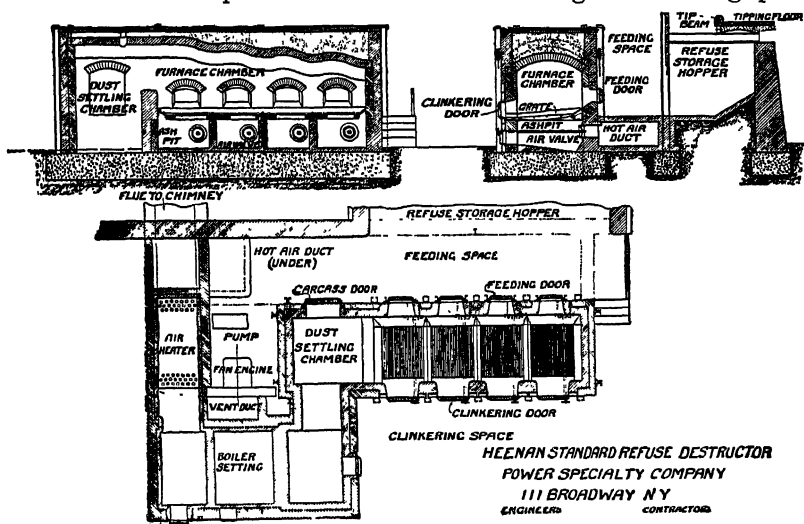 DUST
SETTLING
CHAMBER
FURNACE CHAMBER
ASH
PIT
CLINKERING
DOOR
FURNACE
CHAMBER
GRATE
ASHPIT
AIR VALVE
FEEDING
SPACE
FEEDING
DOOR
HOT AIR
DUCT
TIP
BEAM
TIPPING FLOOR
REFUSE
STORAGE
HOPPER
FLUE TO CHIMNEY
REFUSE STORAGE HOPPER
HOT AIR DUCT
(UNDER)
FEEDING SPACE
CARCASS DOOR
FEEDING DOOR
AIR
HEATER
PUMP
FAN ENGINE
VENT DUCT
DUST
SETTLING
CHAMBER
CLINKERING DOOR
CLINKERING SPACE
BOILER
SETTING
HEENAN STANDARD REFUSE DESTRUCTOR
POWER SPECIALTY COMPANY
111 BROADWAY NY
ENGINEERS CONTRACTORS